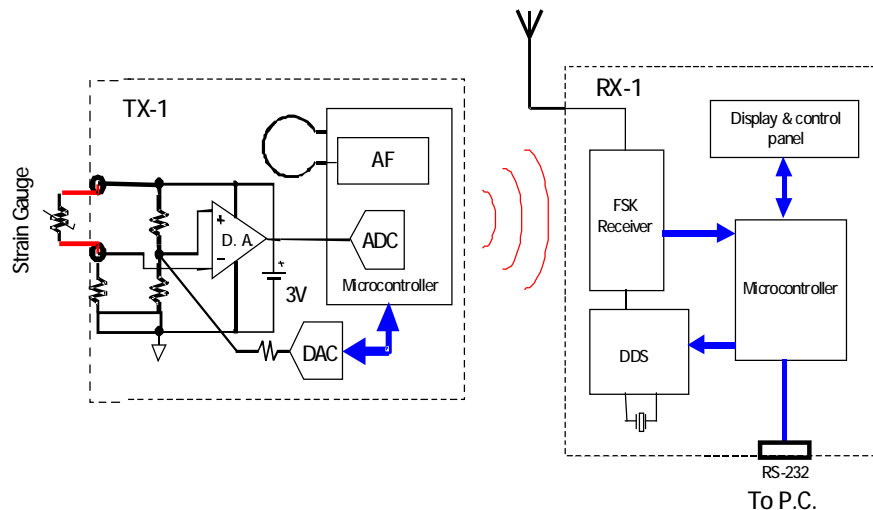 TX-1
AF
Strain Gauge
+
D. A.
−
ADC
+
3V
Microcontroller
DAC
RX-1
Display & control
panel
FSK
Receiver
Microcontroller
DDS
RS-232
To P.C.